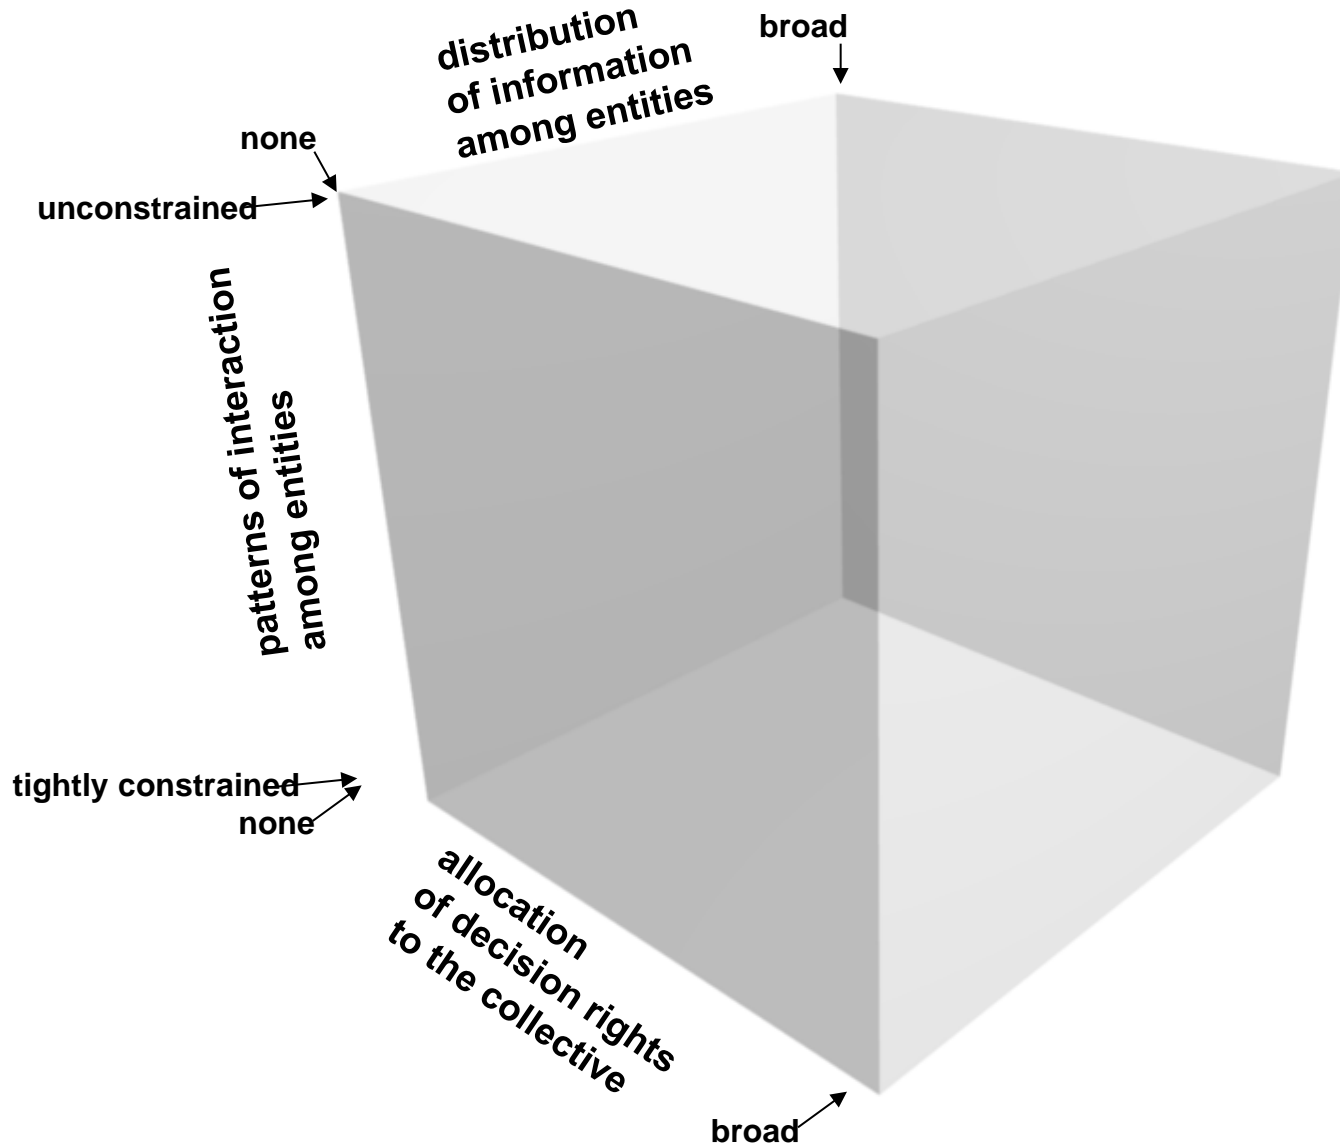 broad
distribution
of information
among entities
none
unconstrained
patterns of interaction
among entities
tightly constrained
none
allocation
of decision rights
to the collective
broad